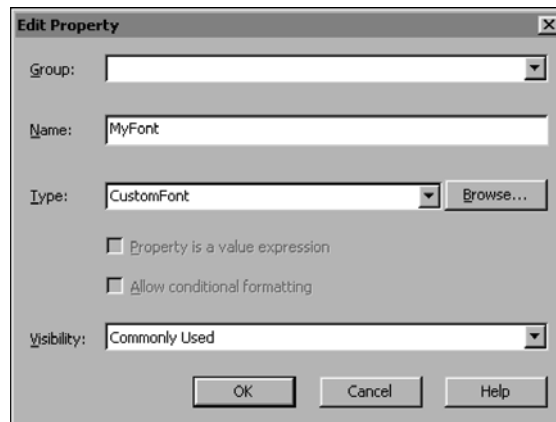 Edit Property
Group:
Name: MyFont
Type: CustomFont Browse...
Property is a value expression
Allow conditional formatting
Visibility: Commonly Used
OK Cancel Help